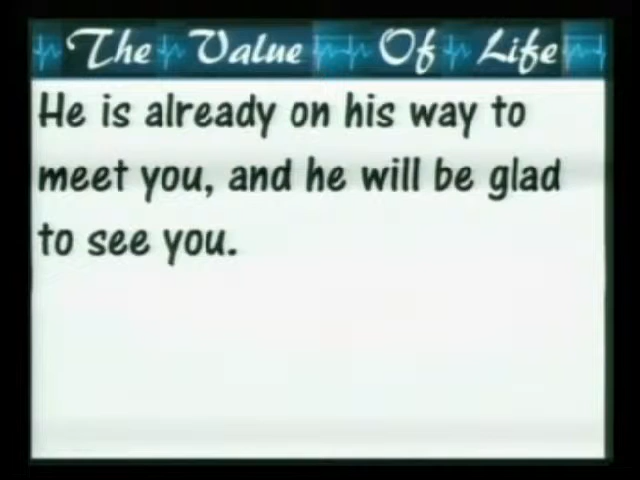 The Value Of Life
He is already on his way to
meet you, and he will be glad
to see you.